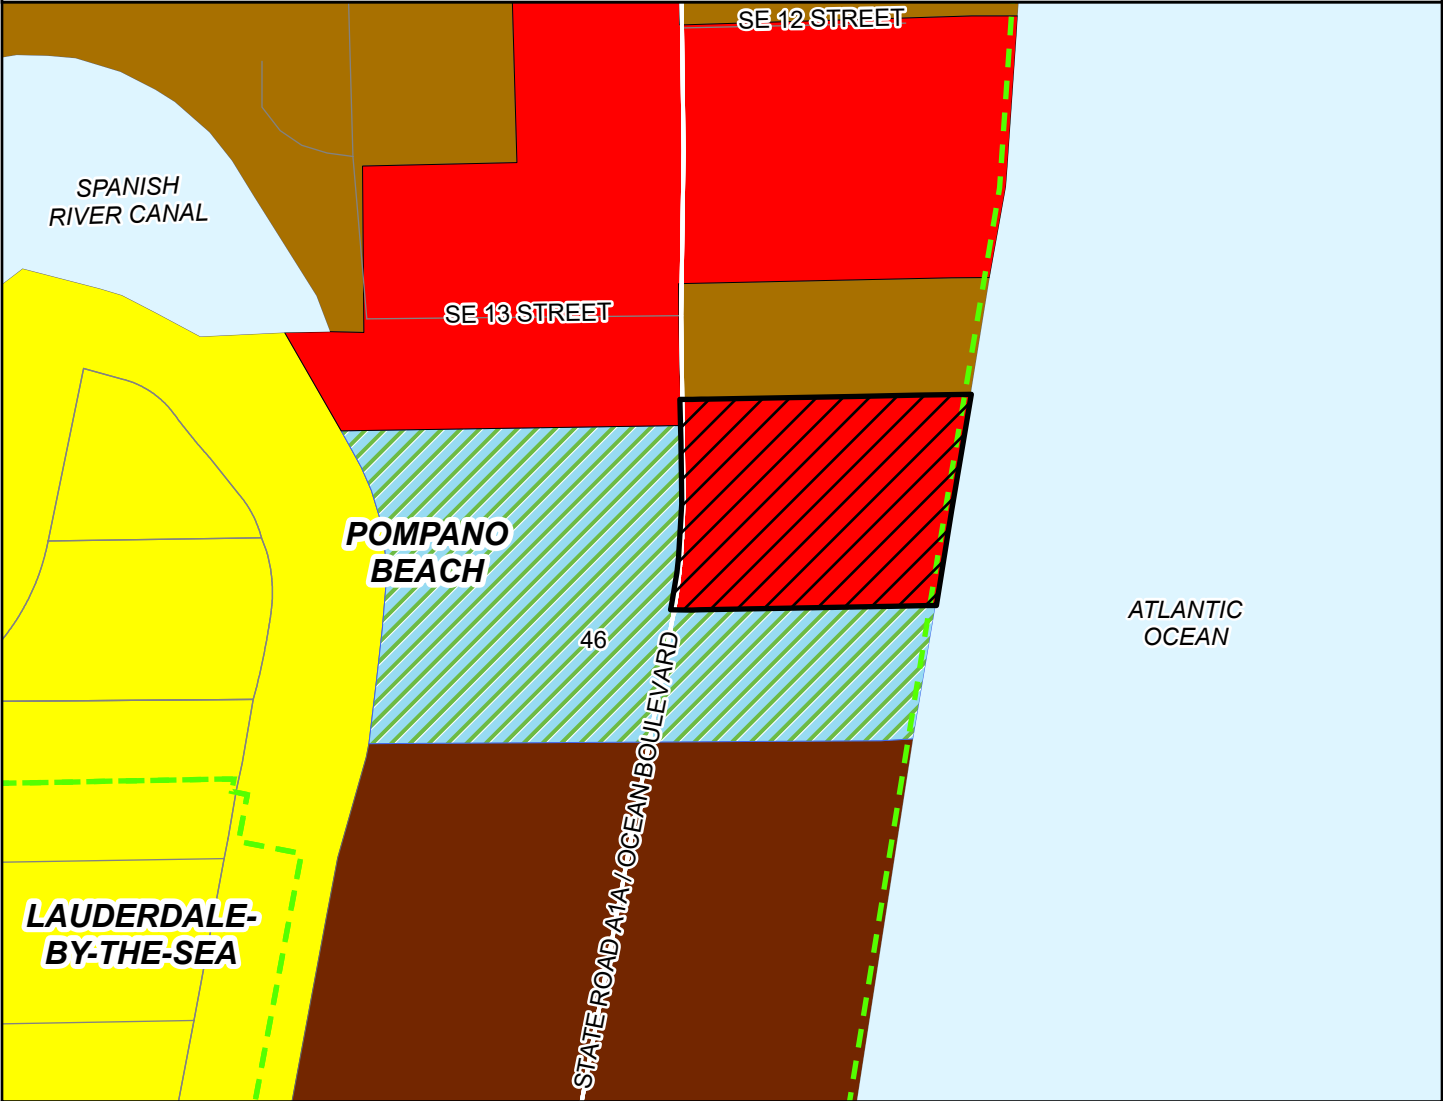 SE 12 STREET
SPANISH
RIVER CANAL
SE 13 STREET
POMPANO
BEACH
46
ATLANTIC
OCEAN
STATE ROAD A1A / OCEAN BOULEVARD
LAUDERDALE-
BY-THE-SEA